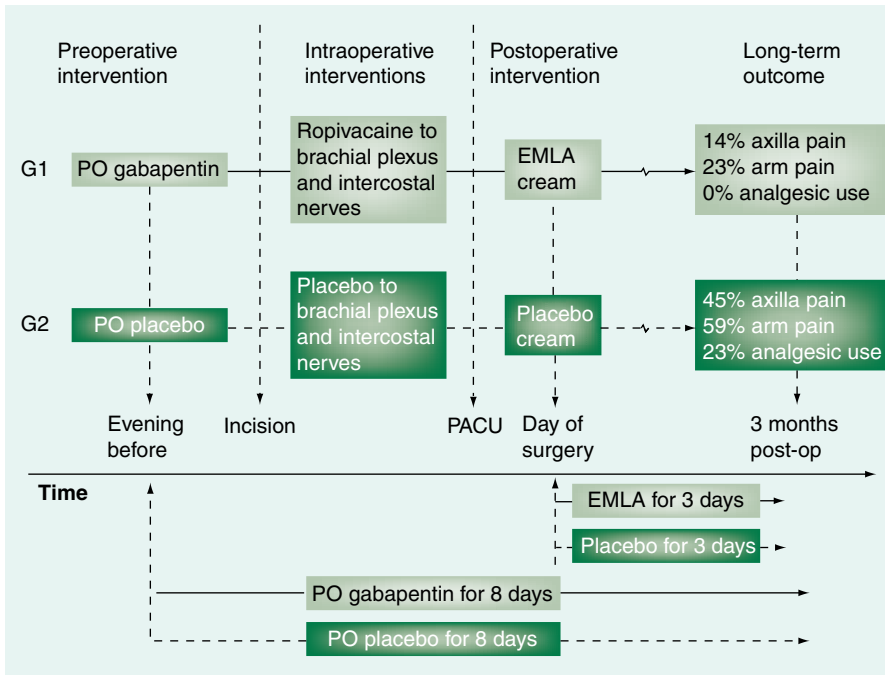 Preoperative
intervention
Intraoperative
interventions
Postoperative
intervention
Long-term
outcome
G1
PO gabapentin
Ropivacaine to
brachial plexus
and intercostal
nerves
EMLA
cream
14% axilla pain
23% arm pain
0% analgesic use
G2
PO placebo
Placebo to
brachial plexus
and intercostal
nerves
Placebo
cream
45% axilla pain
59% arm pain
23% analgesic use
Evening
before
Incision
PACU
Day of
surgery
3 months
post-op
Time
EMLA for 3 days
Placebo for 3 days
PO gabapentin for 8 days
PO placebo for 8 days